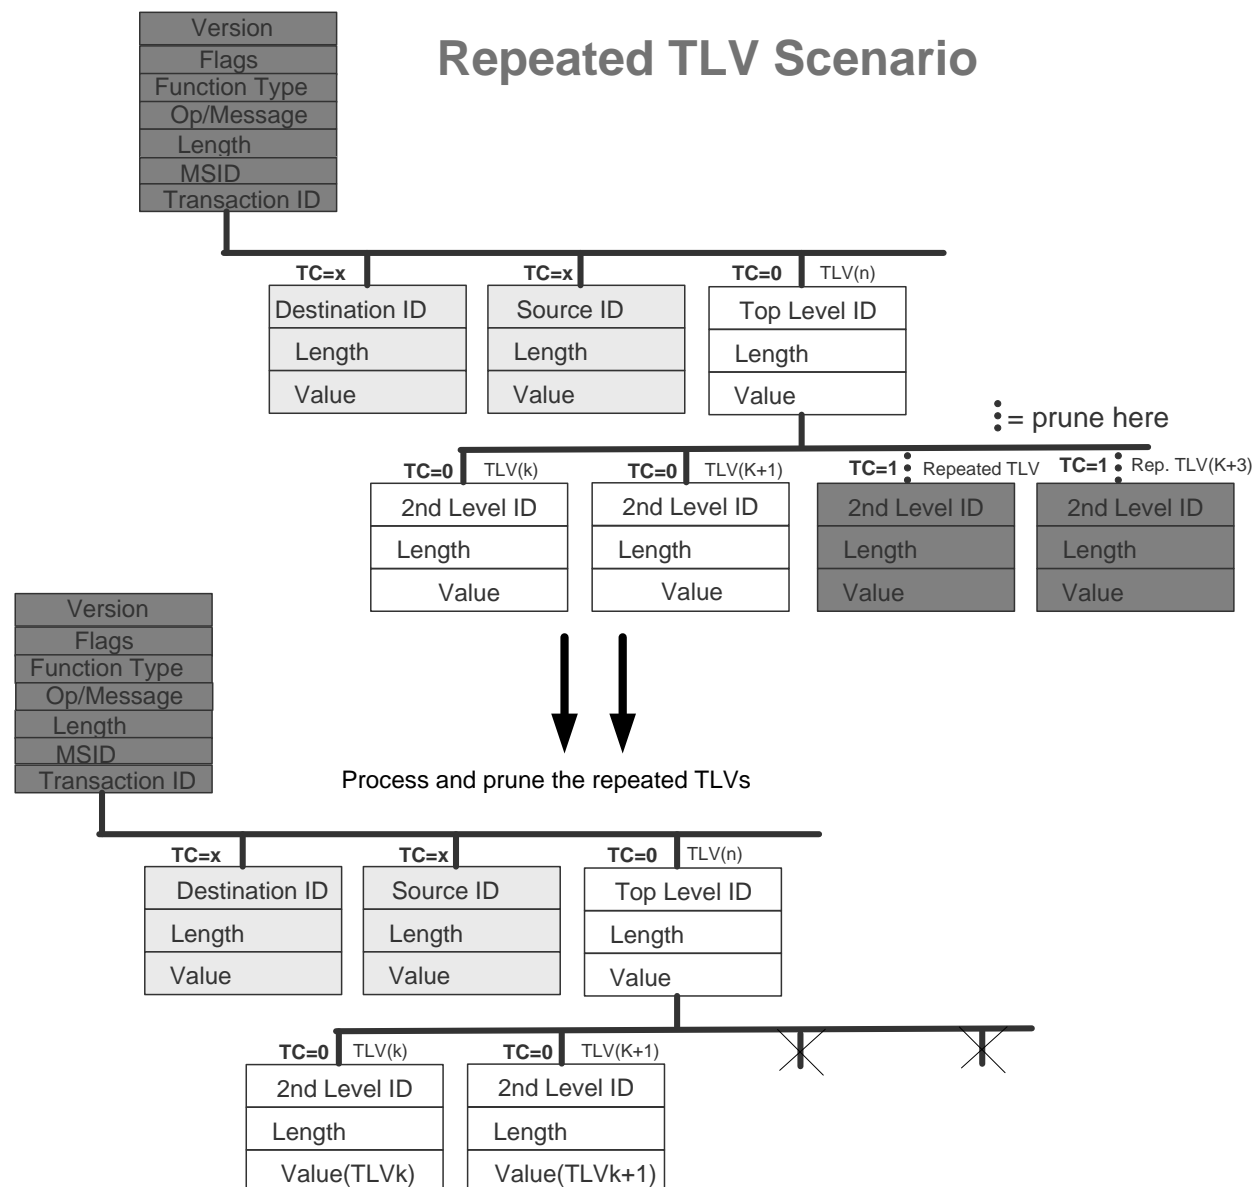 Repeated TLV Scenario
Version
Flags
Function Type
Op/Message
Length
MSID
Transaction ID
TC=x TC=x TC=0 TLV(n)
Destination ID Source ID Top Level ID
Length Length Length
Value Value Value
= prune here
TC=0 TLV(k) TC=0 TLV(K+1) TC=1 Repeated TLV TC=1 Rep. TLV(K+3)
2nd Level ID 2nd Level ID 2nd Level ID 2nd Level ID
Length Length Length Length
Value Value Value Value
Version
Flags
Function Type
Op/Message
Length
MSID
Transaction ID
Process and prune the repeated TLVs
TC=x TC=x TC=0 TLV(n)
Destination ID Source ID Top Level ID
Length Length Length
Value Value Value
TC=0 TLV(k) TC=0 TLV(K+1)
2nd Level ID 2nd Level ID
Length Length
Value(TLVk) Value(TLVk+1)